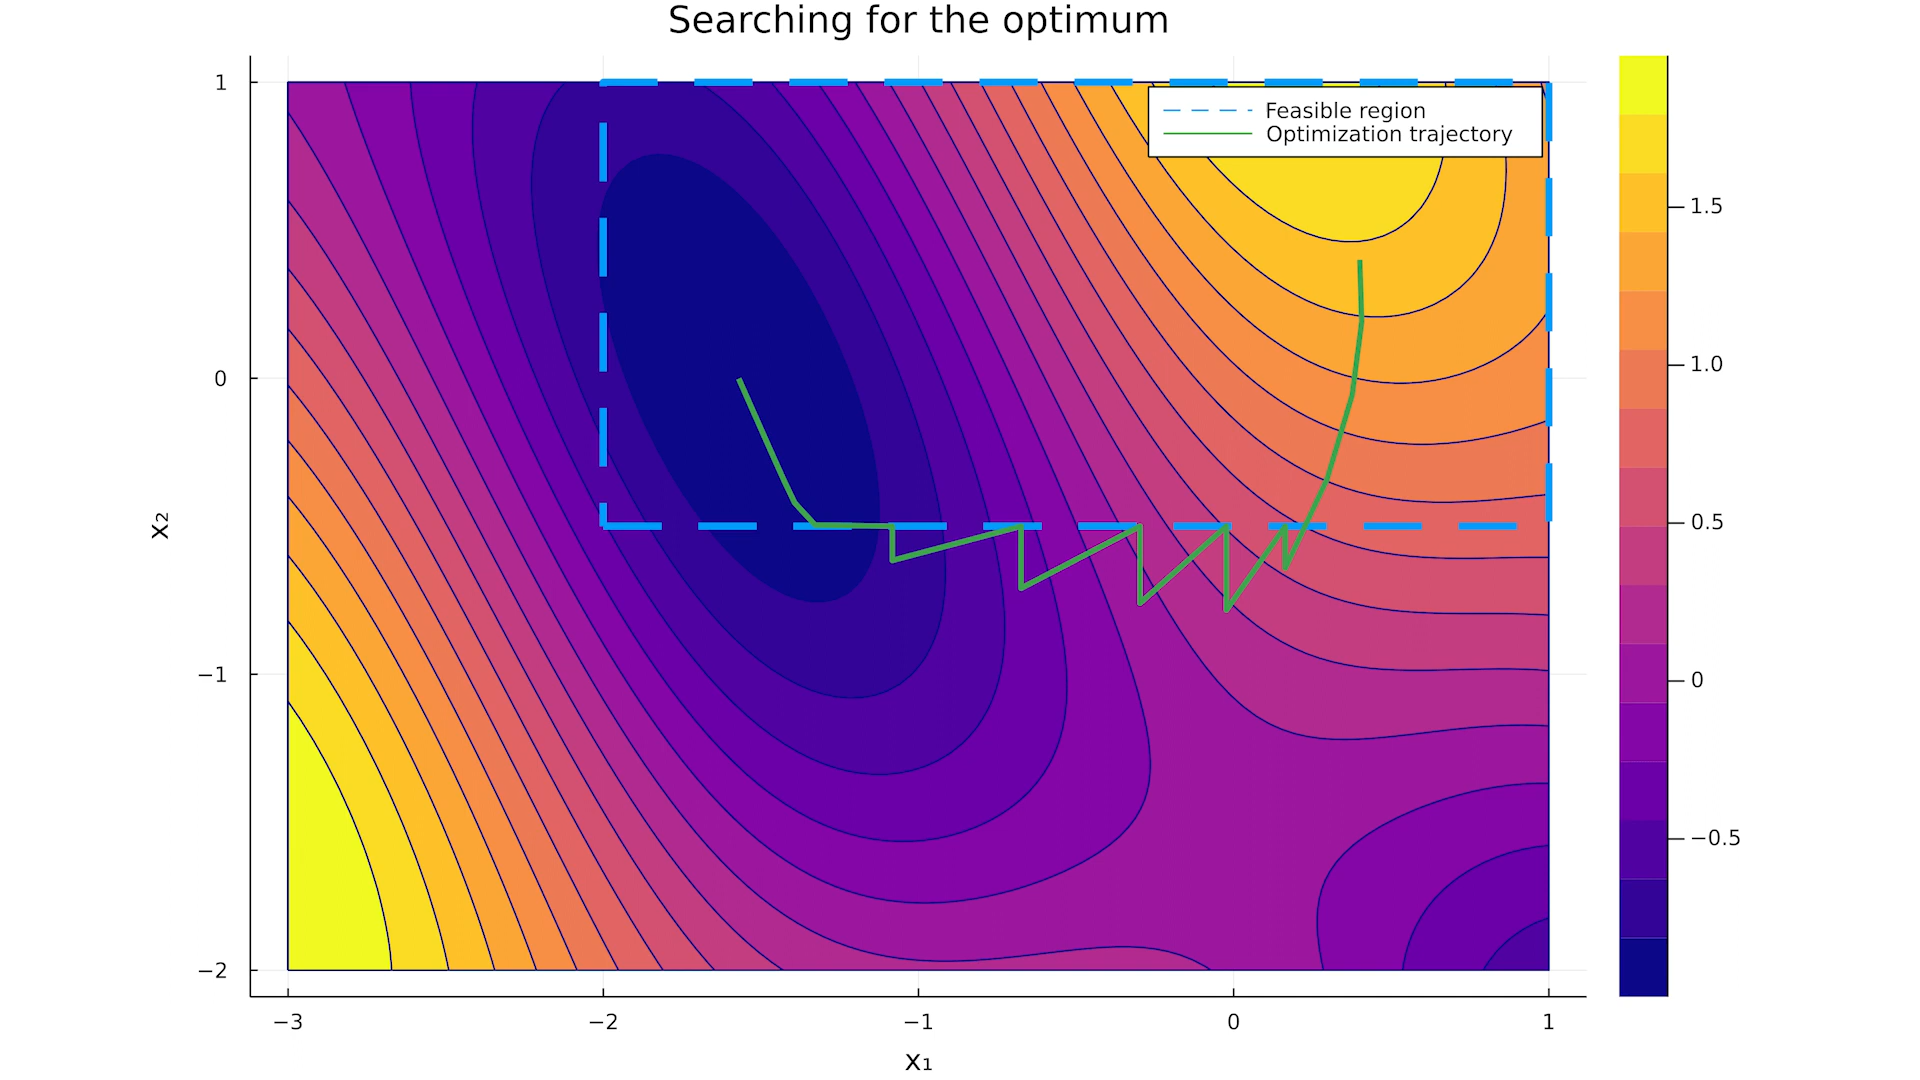 Searching for the optimum
Feasible region
Optimization trajectory
1
0
−1
−2
x₂
−3
−2
−1
0
1
x₁
1.5
1.0
0.5
0
−0.5